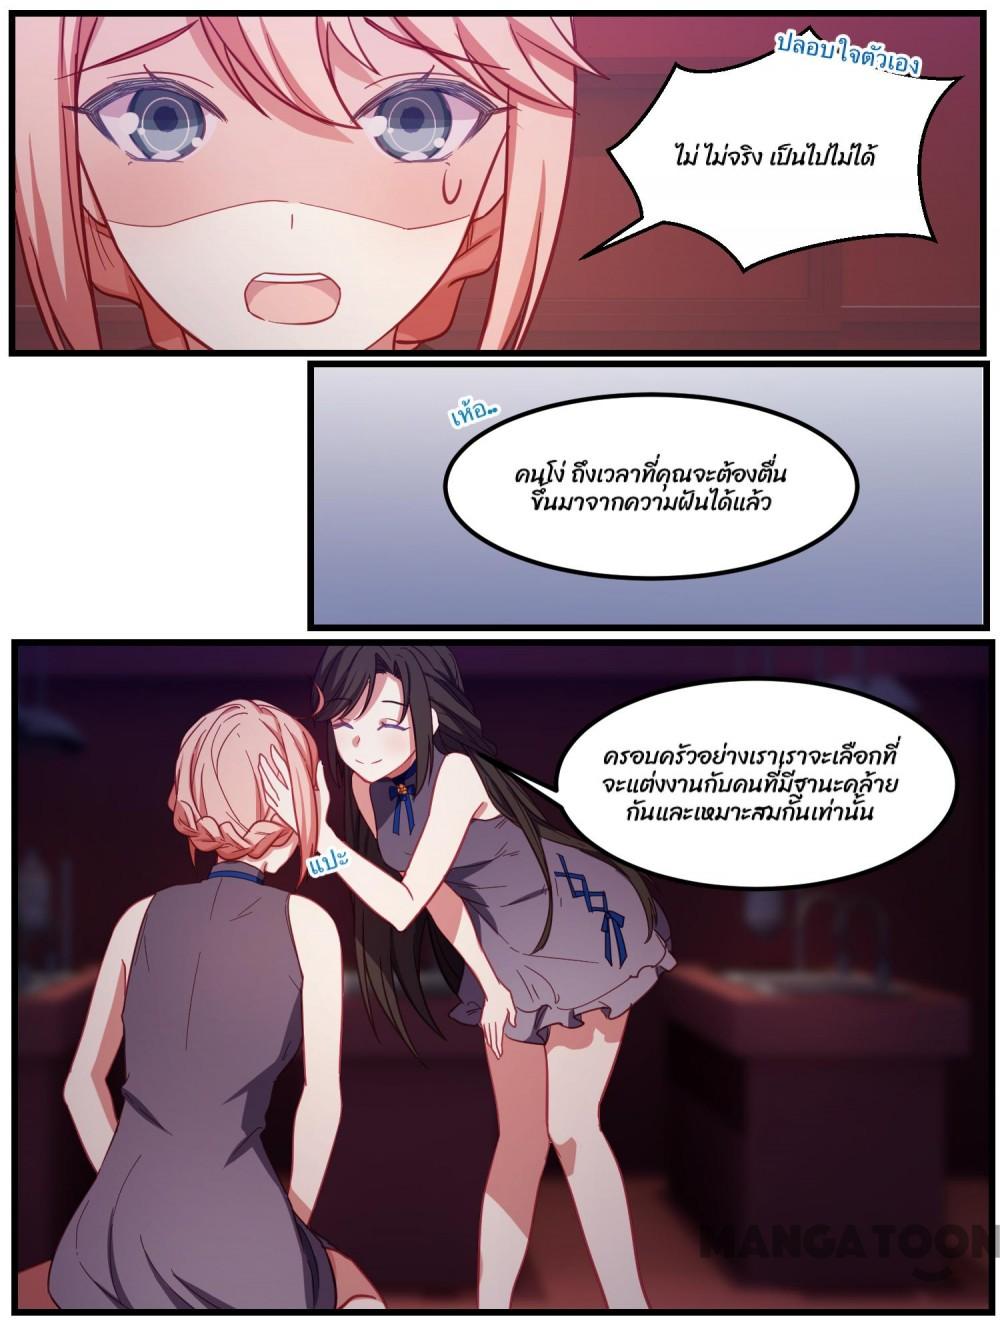 ปลอบใจตัวเอง
ไม่ ไม่จริง เป็นไปไม่ได้
เห้อ..
คนโง่ ถึงเวลาที่คุณจะต้องตื่น
ขึ้นมาจากความฝันได้แล้ว
ครอบครัวอย่างเราเราจะเลือกที่
จะแต่งงานกับคนที่มีฐานะคล้าย
กันและเหมาะสมกันเท่านั้น
แปะ
MANGATOON